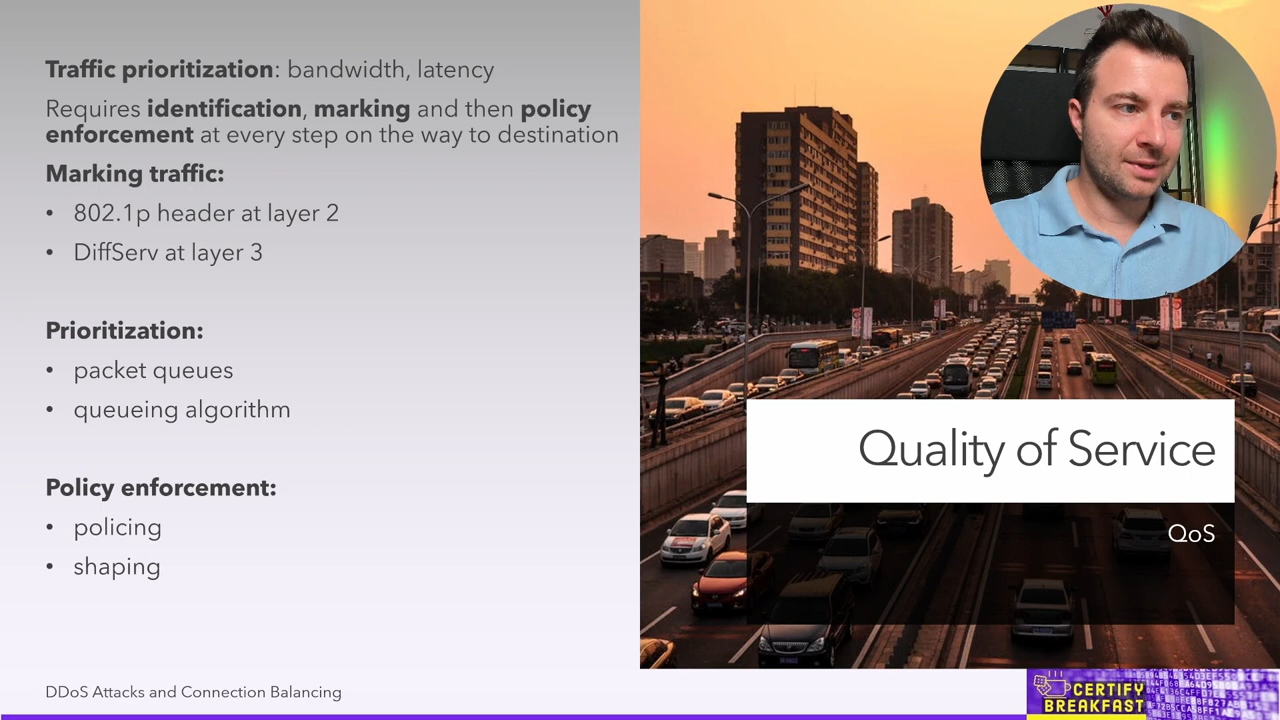 Traffic prioritization: bandwidth, latency
Requires identification, marking and then policy
enforcement at every step on the way to destination
Marking traffic:
• 802.1p header at layer 2
• DiffServ at layer 3
Prioritization:
• packet queues
• queueing algorithm
Policy enforcement:
• policing
• shaping
Quality of Service
QoS
DDoS Attacks and Connection Balancing
CERTIFY
BREAKFAST